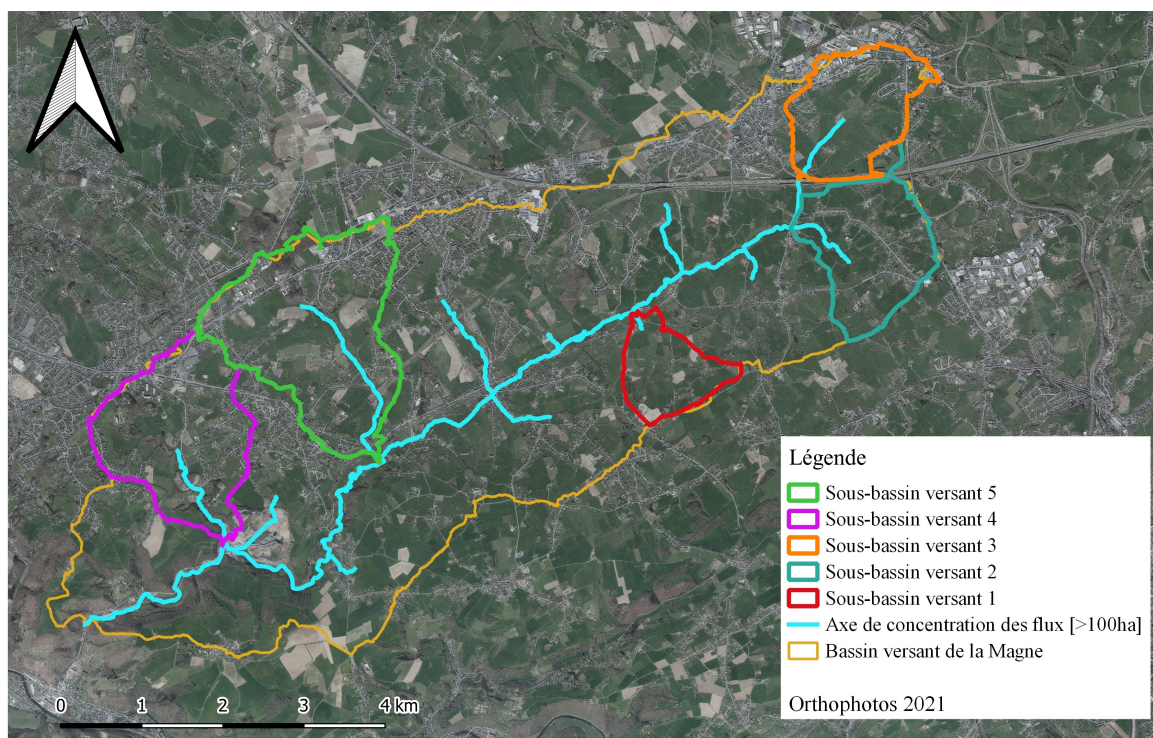 Légende
Sous-bassin versant 5
Sous-bassin versant 4
Sous-bassin versant 3
Sous-bassin versant 2
Sous-bassin versant 1
Axe de concentration des flux [>100ha]
Bassin versant de la Magne
Orthophotos 2021
0 1 2 3 4 km